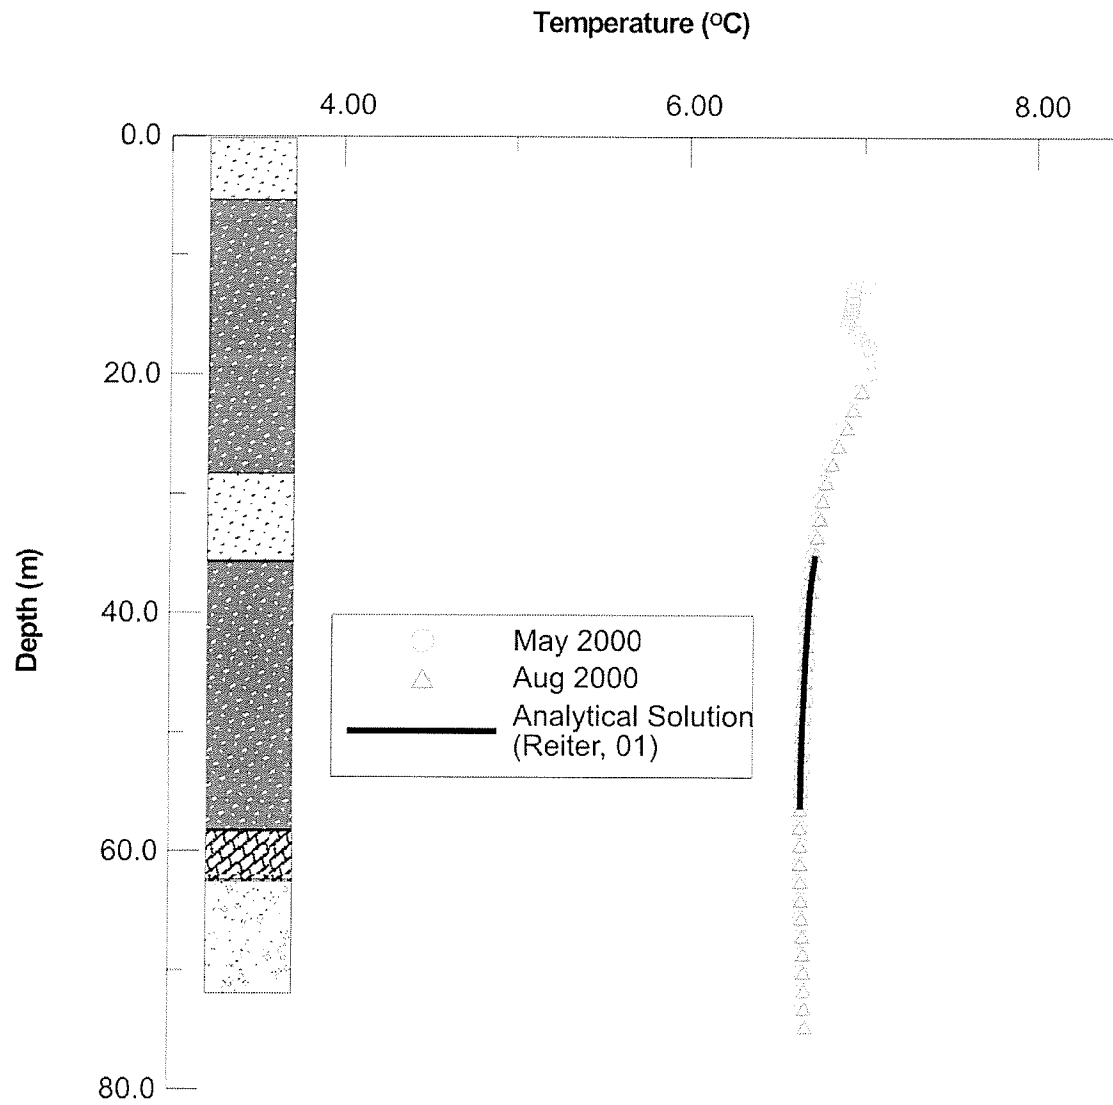 Temperature (ºC)
4.00 6.00 8.00
0.0
20.0
40.0
60.0
80.0
Depth (m)
May 2000
Aug 2000
Analytical Solution
(Reiter, 01)